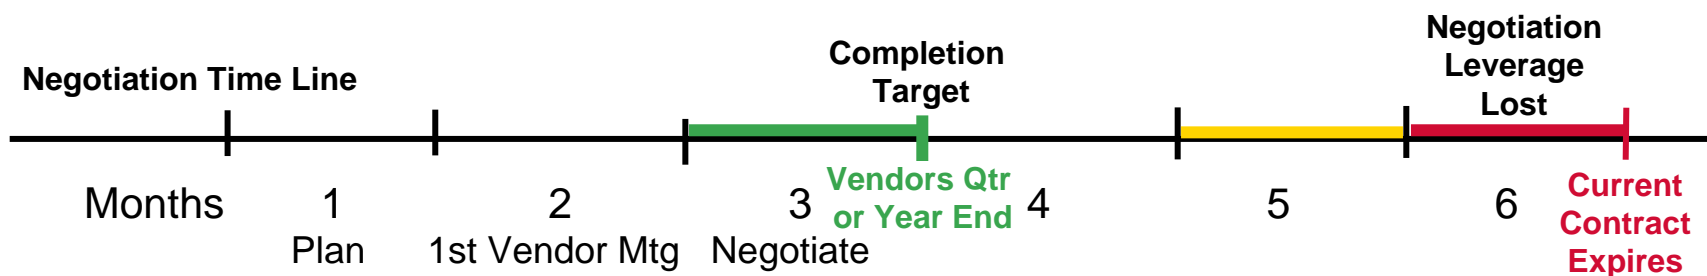 Negotiation Time Line
Completion
Target
Negotiation
Leverage
Lost
Months 1 2 3 4 5 6
Vendors Qtr
or Year End
Current
Contract
Expires
Plan 1st Vendor Mtg Negotiate